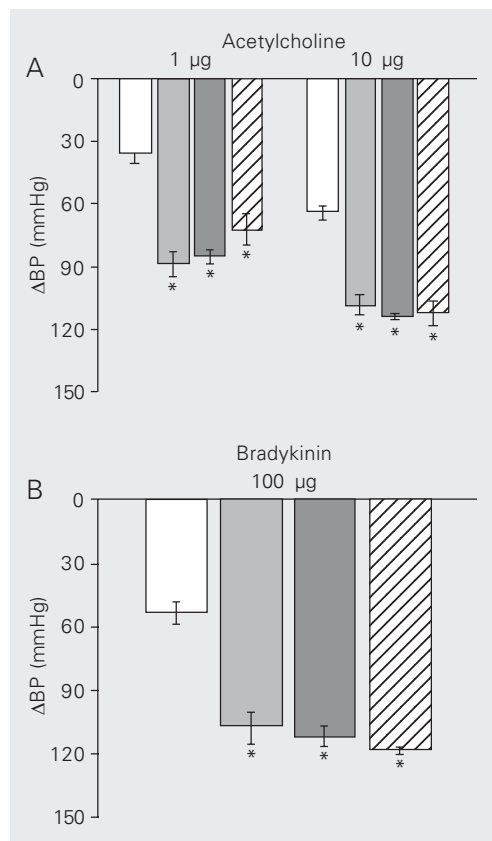 Acetylcholine
A
1 µg 10 µg
0
30
60
90
120
150
ΔBP (mmHg)
* * * * * *
Bradykinin
B
100 µg
0
30
60
90
120
150
ΔBP (mmHg)
* * *